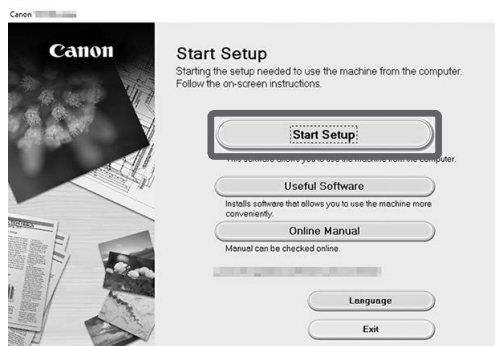 Canon
Canon
Start Setup
Starting the setup needed to use the machine from the computer.
Follow the on-screen instructions.
Start Setup
This software allows you to use the machine from the computer.
Useful Software
Installs software that allows you to use the machine more
conveniently.
Online Manual
Manual can be checked online.
Language
Exit